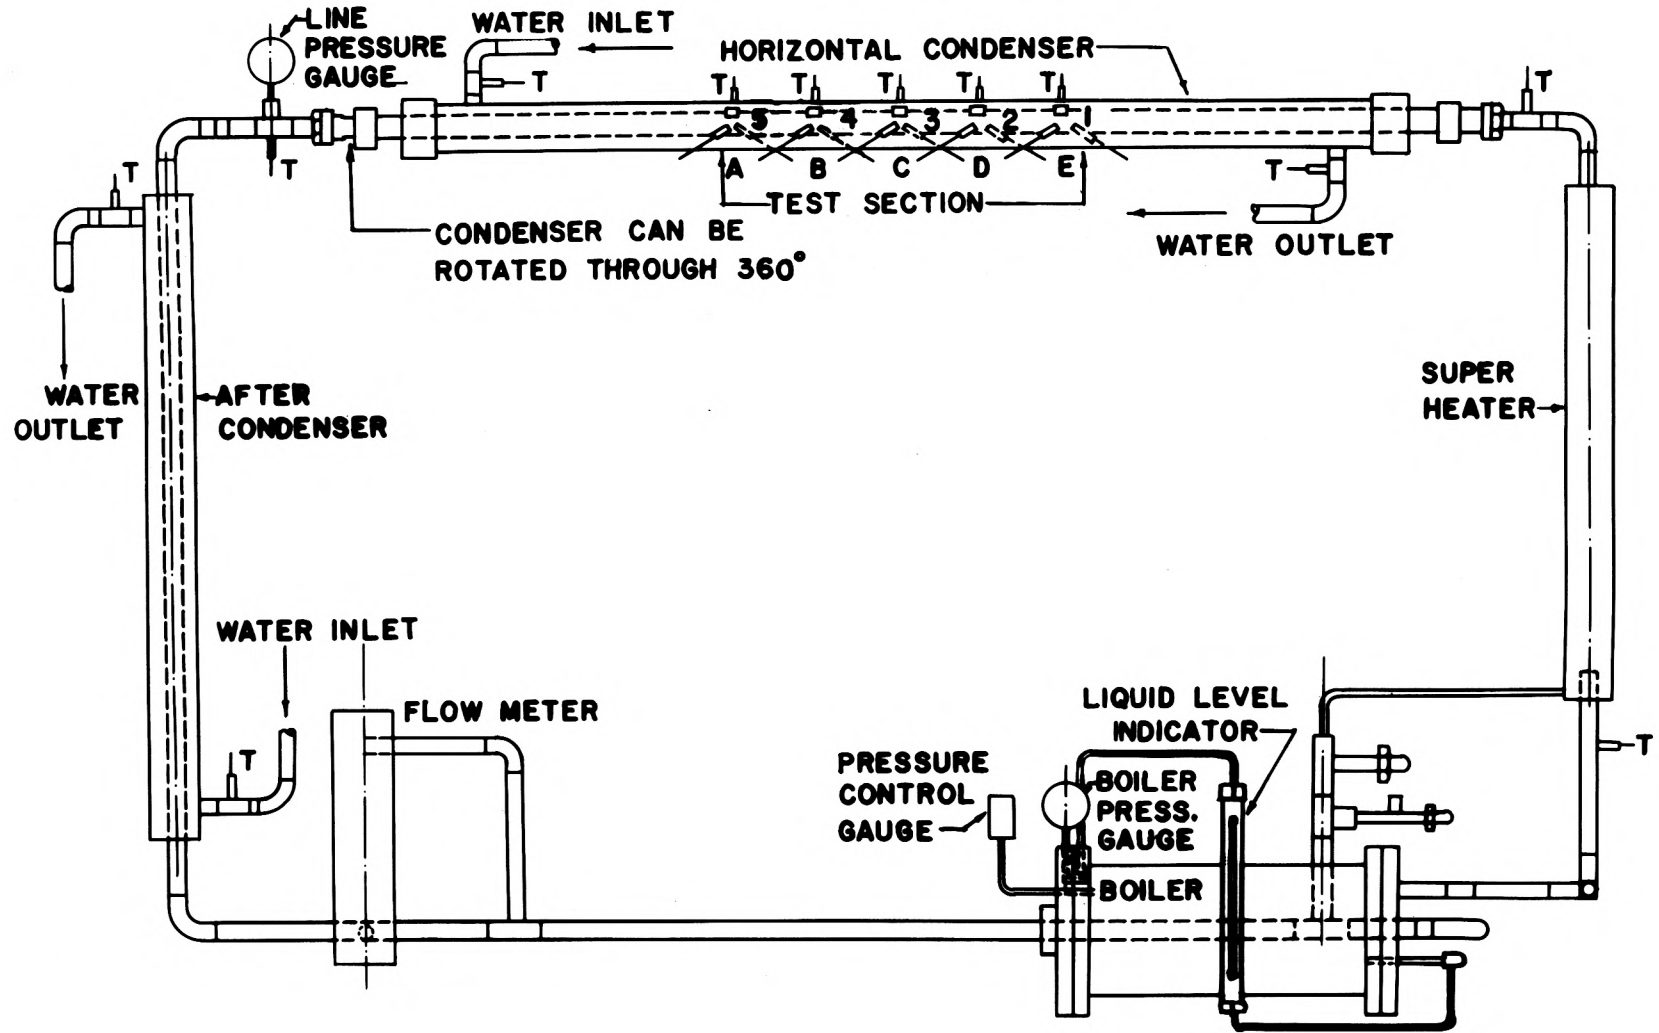 LINE
PRESSURE
GAUGE
WATER INLET
T
HORIZONTAL CONDENSER
T T T T T
T
5 4 3 2 1
A B C D E
T
T
T
TEST SECTION
CONDENSER CAN BE
ROTATED THROUGH 360°
WATER OUTLET
WATER
OUTLET
AFTER
CONDENSER
SUPER
HEATER
WATER INLET
T
FLOW METER
LIQUID LEVEL
INDICATOR
T
PRESSURE
CONTROL
GAUGE
BOILER
PRESS.
GAUGE
BOILER